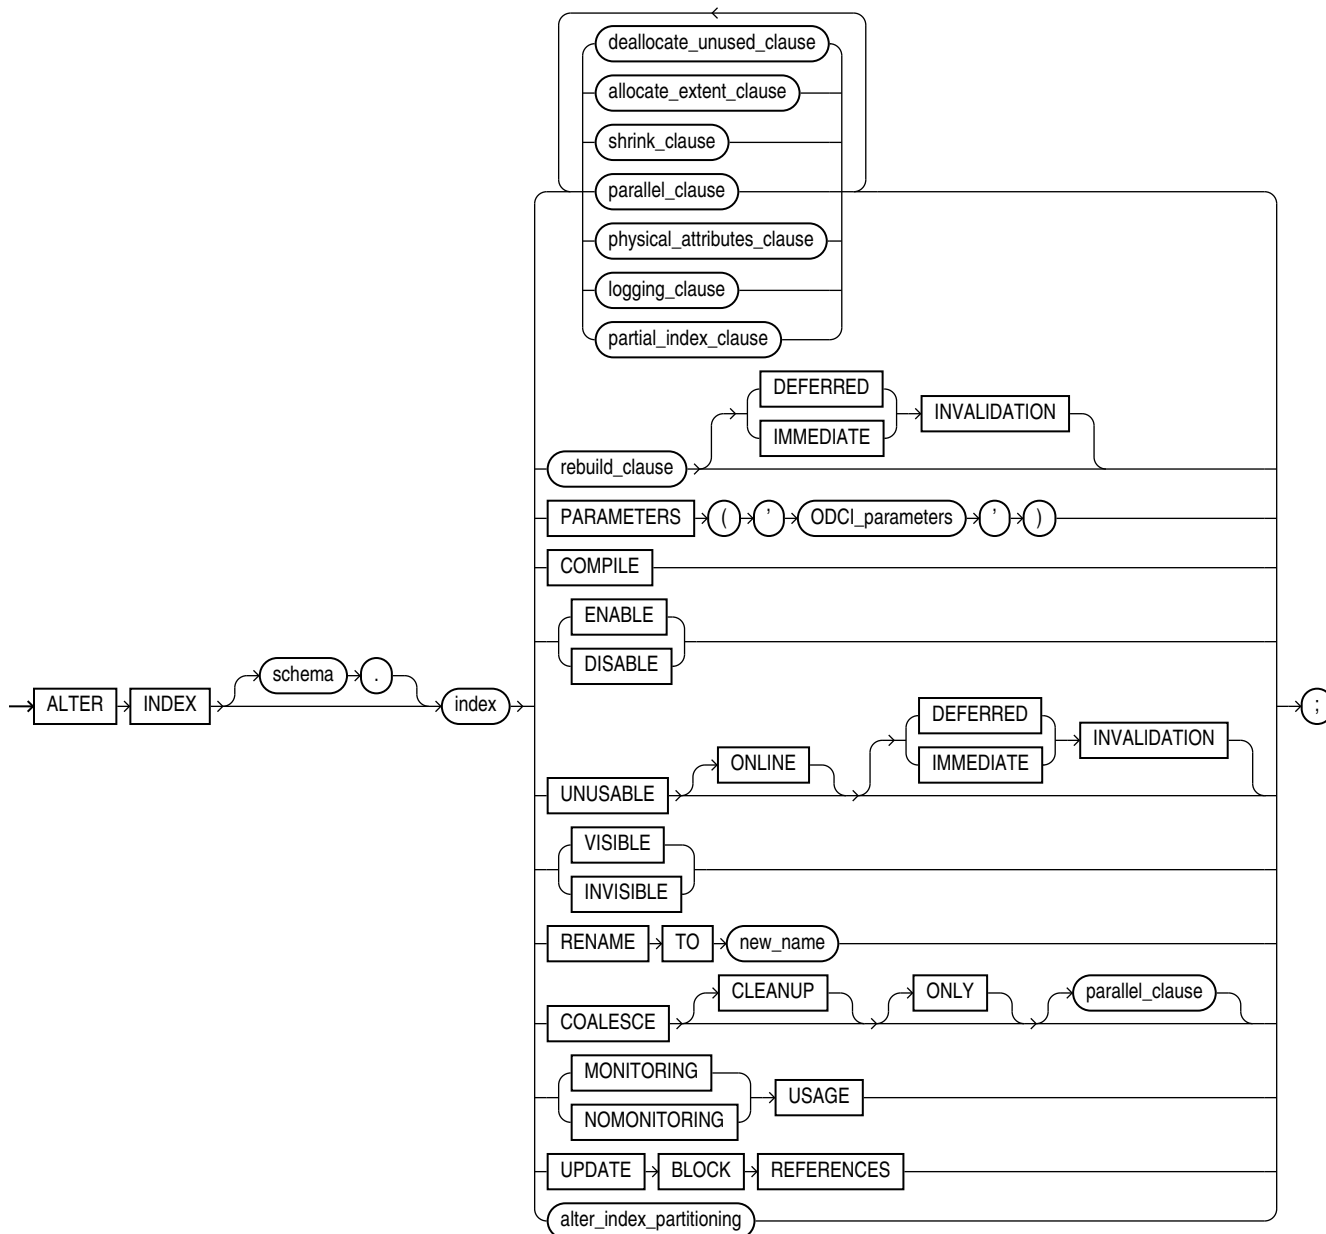 deallocate_unused_clause
allocate_extent_clause
shrink_clause
parallel_clause
physical_attributes_clause
logging_clause
partial_index_clause
DEFERRED
INVALIDATION
IMMEDIATE
rebuild_clause
PARAMETERS ( ' ODCI_parameters ' )
COMPILE
ENABLE
DISABLE
schema .
ALTER INDEX index ;
DEFERRED
INVALIDATION
ONLINE IMMEDIATE
UNUSABLE
VISIBLE
INVISIBLE
RENAME TO new_name
CLEANUP ONLY parallel_clause
COALESCE
MONITORING
USAGE
NOMONITORING
UPDATE BLOCK REFERENCES
alter_index_partitioning